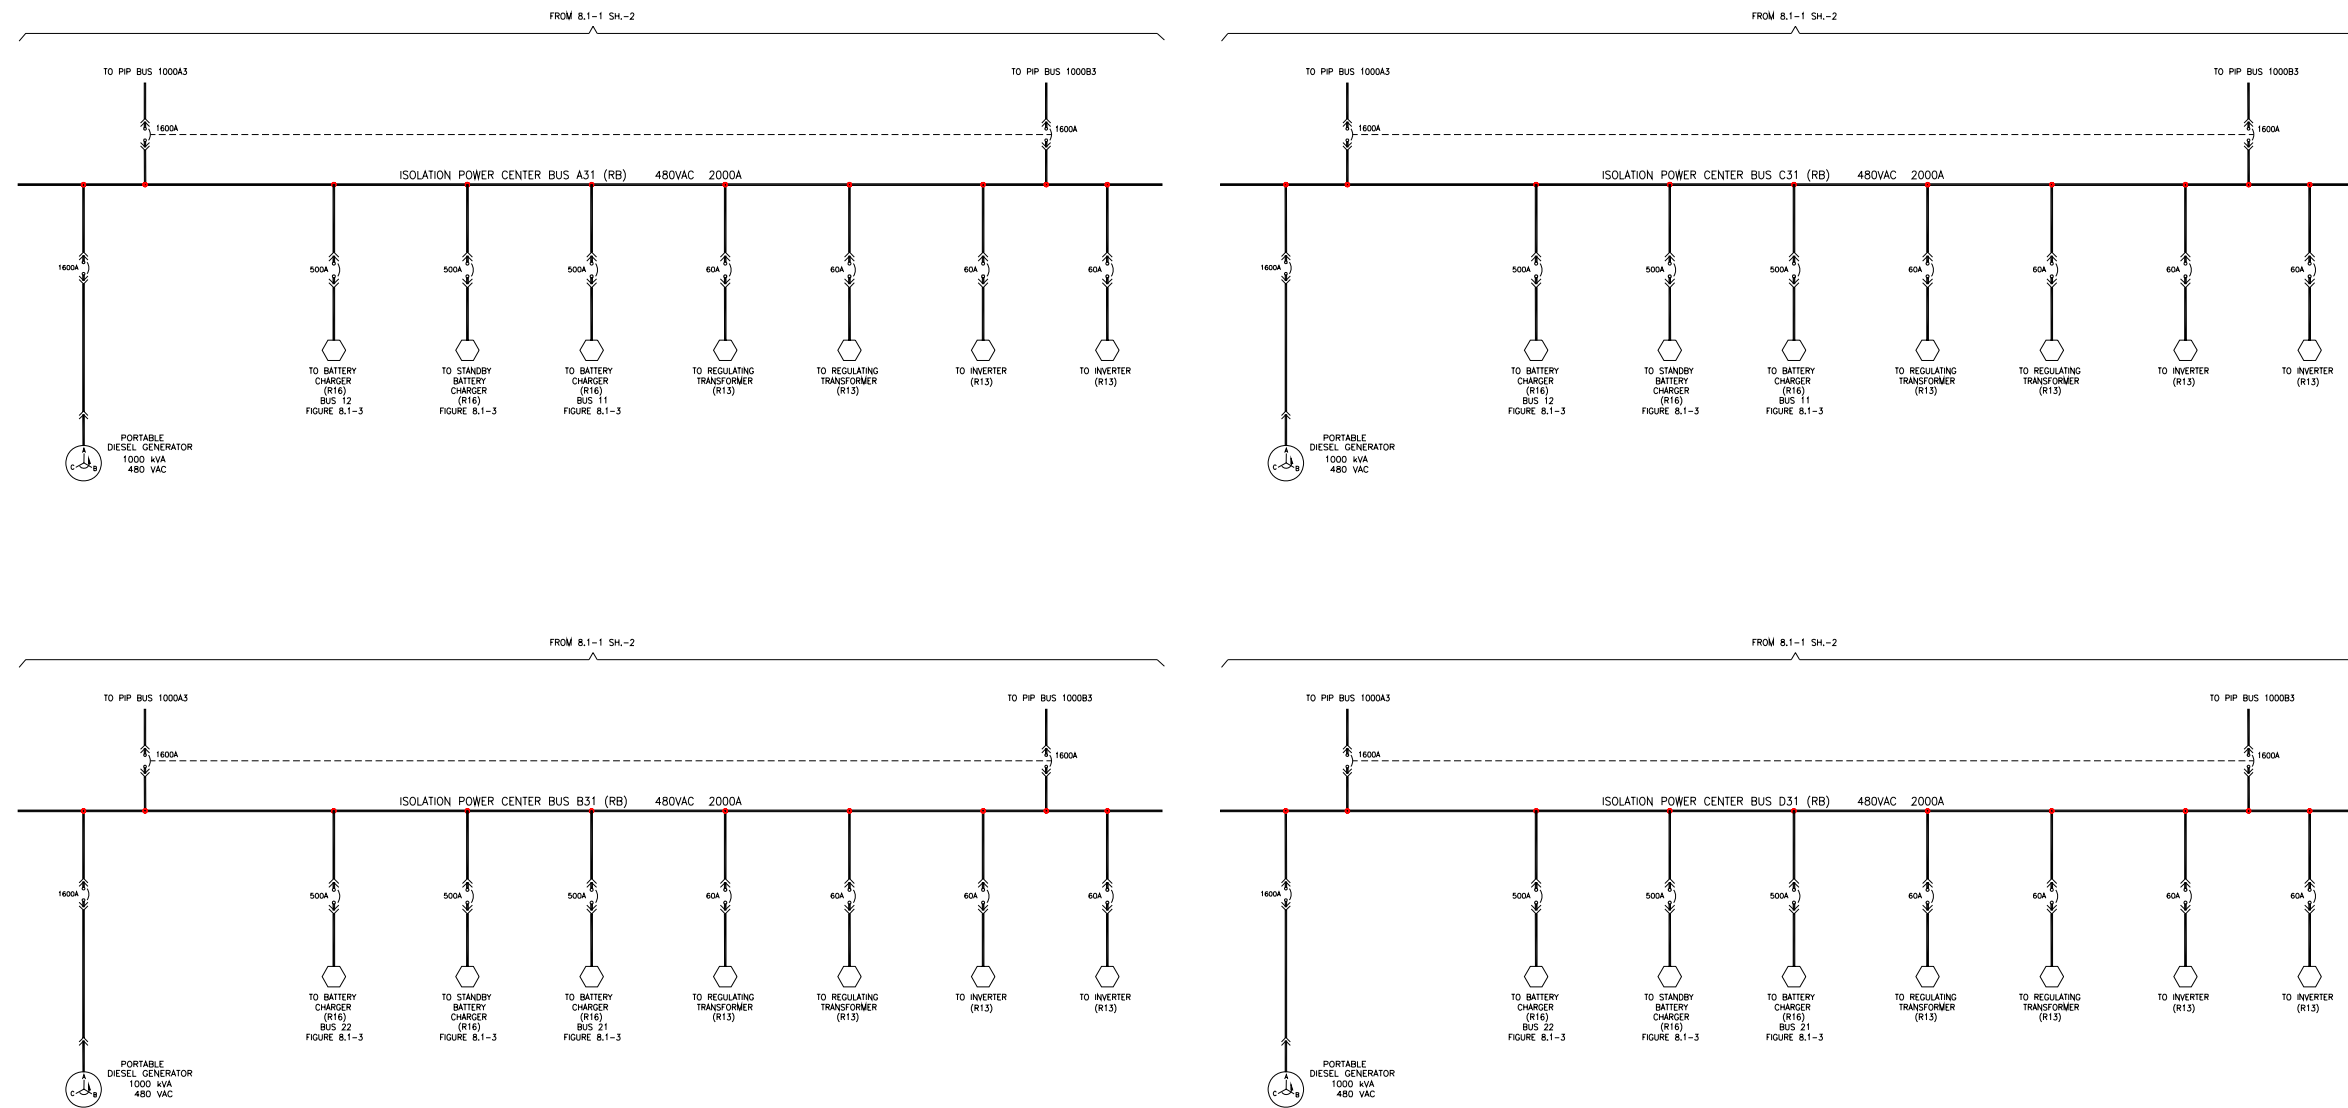 FROM 8.1-1 SH.-2
TO PIP BUS 1000A3
TO PIP BUS 1000B3
1600A
1600A
ISOLATION POWER CENTER BUS A31 (RB) 480VAC 2000A
1600A
500A
500A
500A
60A
60A
60A
60A
TO BATTERY
CHARGER
(R16)
BUS 12
FIGURE 8.1-3
TO STANDBY
BATTERY
CHARGER
(R16)
FIGURE 8.1-3
TO BATTERY
CHARGER
(R16)
BUS 11
FIGURE 8.1-3
TO REGULATING
TRANSFORMER
(R13)
TO REGULATING
TRANSFORMER
(R13)
TO INVERTER
(R13)
TO INVERTER
(R13)
PORTABLE
DIESEL GENERATOR
1000 kVA
480 VAC
A
C
B
FROM 8.1-1 SH.-2
TO PIP BUS 1000A3
TO PIP BUS 1000B3
1600A
1600A
ISOLATION POWER CENTER BUS C31 (RB) 480VAC 2000A
1600A
500A
500A
500A
60A
60A
60A
60A
TO BATTERY
CHARGER
(R16)
BUS 12
FIGURE 8.1-3
TO STANDBY
BATTERY
CHARGER
(R16)
FIGURE 8.1-3
TO BATTERY
CHARGER
(R16)
BUS 11
FIGURE 8.1-3
TO REGULATING
TRANSFORMER
(R13)
TO REGULATING
TRANSFORMER
(R13)
TO INVERTER
(R13)
TO INVERTER
(R13)
PORTABLE
DIESEL GENERATOR
1000 kVA
480 VAC
A
C
B
FROM 8.1-1 SH.-2
TO PIP BUS 1000A3
TO PIP BUS 1000B3
1600A
1600A
ISOLATION POWER CENTER BUS B31 (RB) 480VAC 2000A
1600A
500A
500A
500A
60A
60A
60A
60A
TO BATTERY
CHARGER
(R16)
BUS 22
FIGURE 8.1-3
TO STANDBY
BATTERY
CHARGER
(R16)
FIGURE 8.1-3
TO BATTERY
CHARGER
(R16)
BUS 21
FIGURE 8.1-3
TO REGULATING
TRANSFORMER
(R13)
TO REGULATING
TRANSFORMER
(R13)
TO INVERTER
(R13)
TO INVERTER
(R13)
PORTABLE
DIESEL GENERATOR
1000 kVA
480 VAC
A
C
B
FROM 8.1-1 SH.-2
TO PIP BUS 1000A3
TO PIP BUS 1000B3
1600A
1600A
ISOLATION POWER CENTER BUS D31 (RB) 480VAC 2000A
1600A
500A
500A
500A
60A
60A
60A
60A
TO BATTERY
CHARGER
(R16)
BUS 22
FIGURE 8.1-3
TO STANDBY
BATTERY
CHARGER
(R16)
FIGURE 8.1-3
TO BATTERY
CHARGER
(R16)
BUS 21
FIGURE 8.1-3
TO REGULATING
TRANSFORMER
(R13)
TO REGULATING
TRANSFORMER
(R13)
TO INVERTER
(R13)
TO INVERTER
(R13)
PORTABLE
DIESEL GENERATOR
1000 kVA
480 VAC
A
C
B